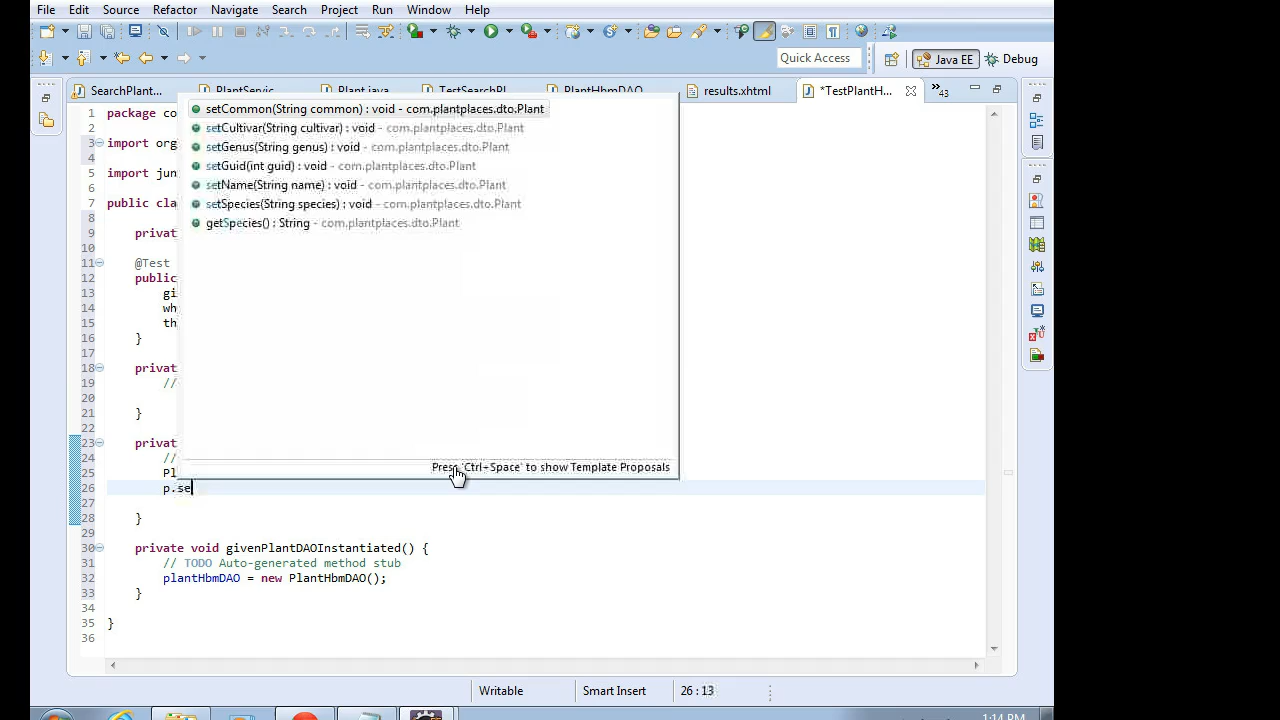 File Edit Source Refactor Navigate Search Project Run Window Help
Quick Access Java EE Debug
SearchPlant... PlantServic Plant.java TestSearchPl PlantHbmDAO results.xhtml *TestPlantH... »43
1 package co
2
3 import org
4
5 import jun
6
7 public cla
8
9 privat
10
11 @Test
12 public
13 gi
14 wh
15 th
16 }
17
18 privat
19 //
20
21 }
22
23 privat
24 //
25 Pl
26 p.se
27
28 }
29
30 private void givenPlantDAOInstantiated() {
31 // TODO Auto-generated method stub
32 plantHbmDAO = new PlantHbmDAO();
33 }
34
35 }
36
setCommon(String common) : void - com.plantplaces.dto.Plant
setCultivar(String cultivar) : void - com.plantplaces.dto.Plant
setGenus(String genus) : void - com.plantplaces.dto.Plant
setGuid(int guid) : void - com.plantplaces.dto.Plant
setName(String name) : void - com.plantplaces.dto.Plant
setSpecies(String species) : void - com.plantplaces.dto.Plant
getSpecies() : String - com.plantplaces.dto.Plant
Press 'Ctrl+Space' to show Template Proposals
Writable Smart Insert 26 : 13
1:14 PM